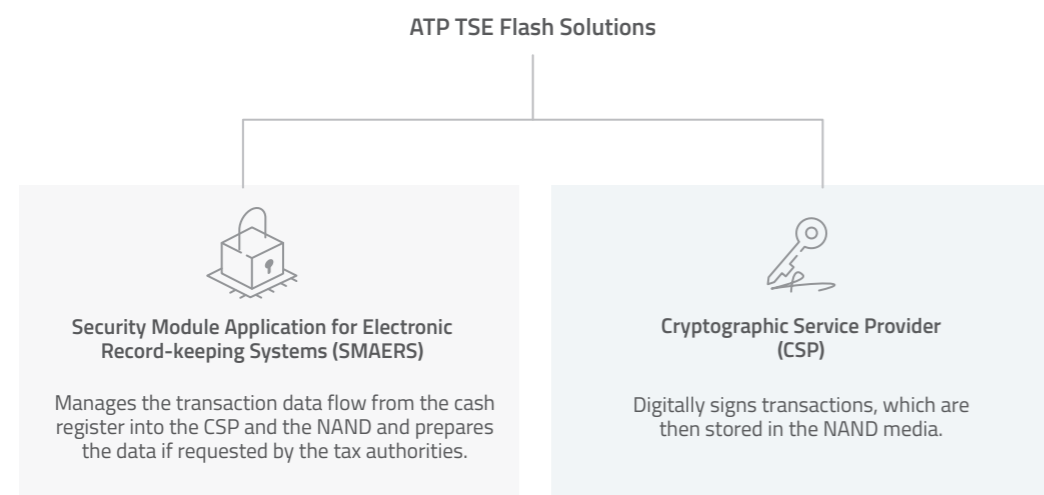 ATP TSE Flash Solutions
Security Module Application for Electronic
Record-keeping Systems (SMAERS)
Manages the transaction data flow from the cash
register into the CSP and the NAND and prepares
the data if requested by the tax authorities.
Cryptographic Service Provider
(CSP)
Digitally signs transactions, which are
then stored in the NAND media.